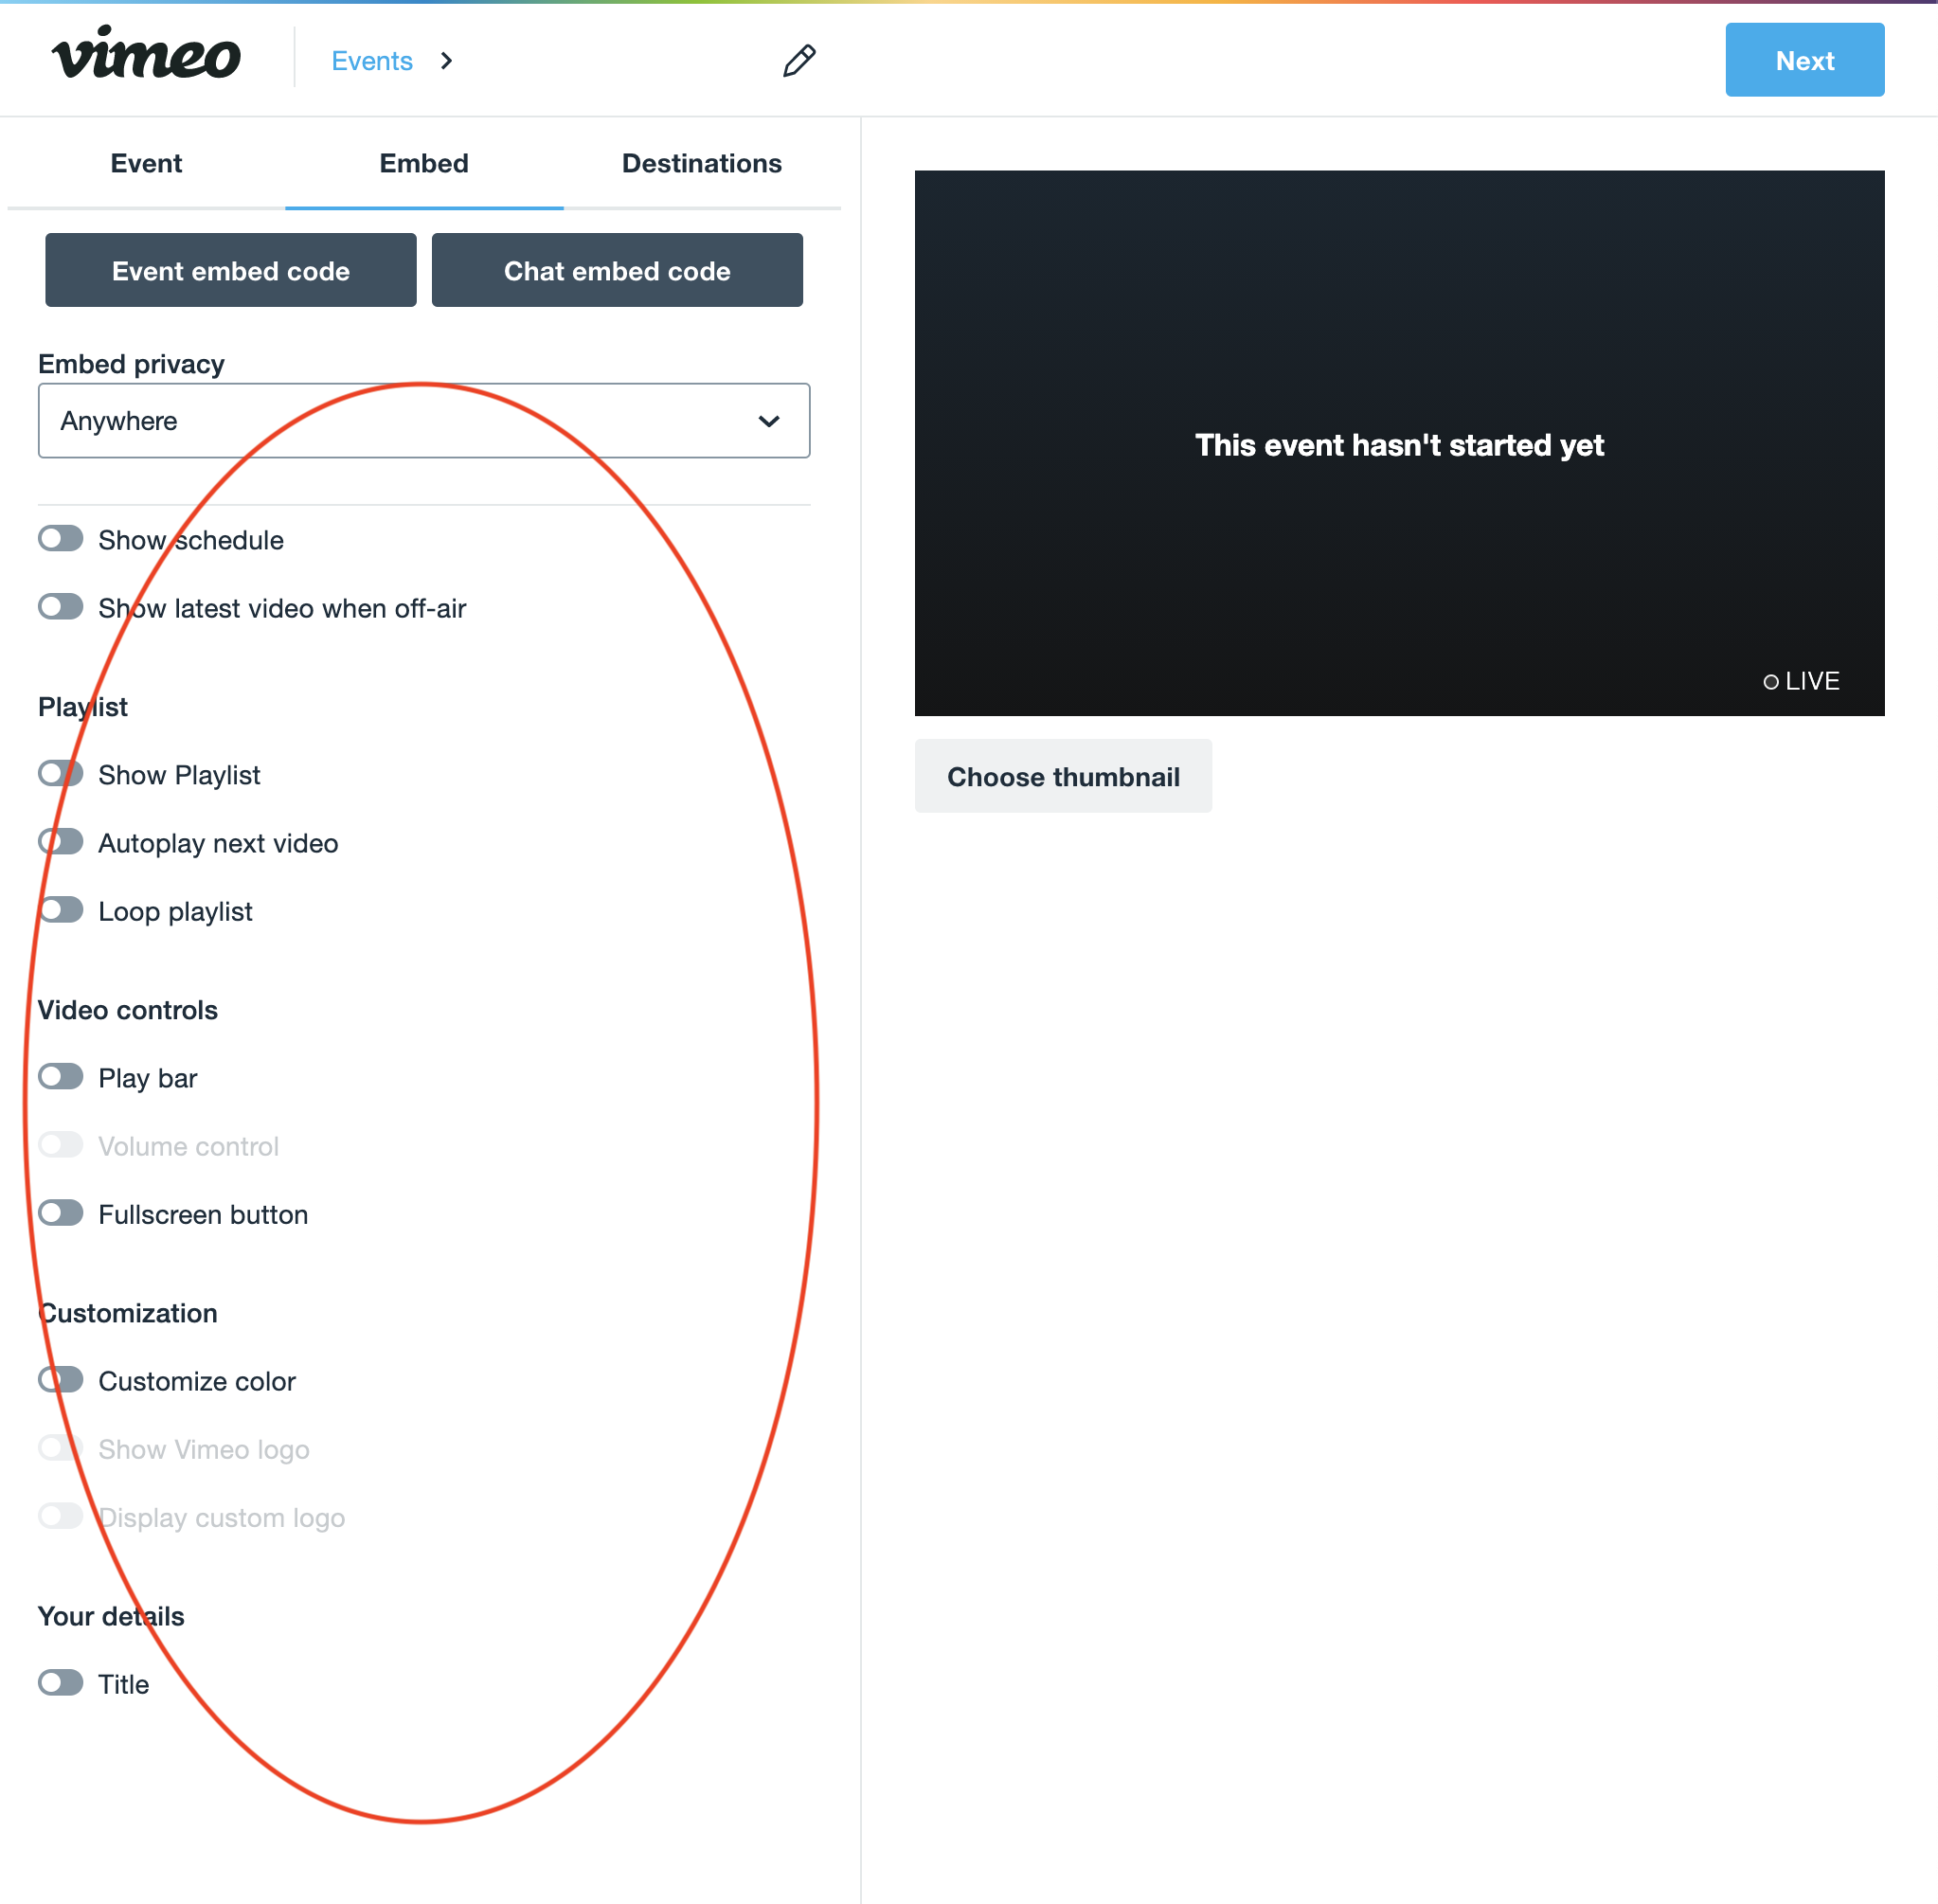 vimeo
Events
Next
Event
Embed
Destinations
Event embed code
Chat embed code
Embed privacy
Anywhere
Show schedule
Show latest video when off-air
Playlist
Show Playlist
Autoplay next video
Loop playlist
Video controls
Play bar
Volume control
Fullscreen button
Customization
Customize color
Show Vimeo logo
Display custom logo
Your details
Title
This event hasn't started yet
LIVE
Choose thumbnail